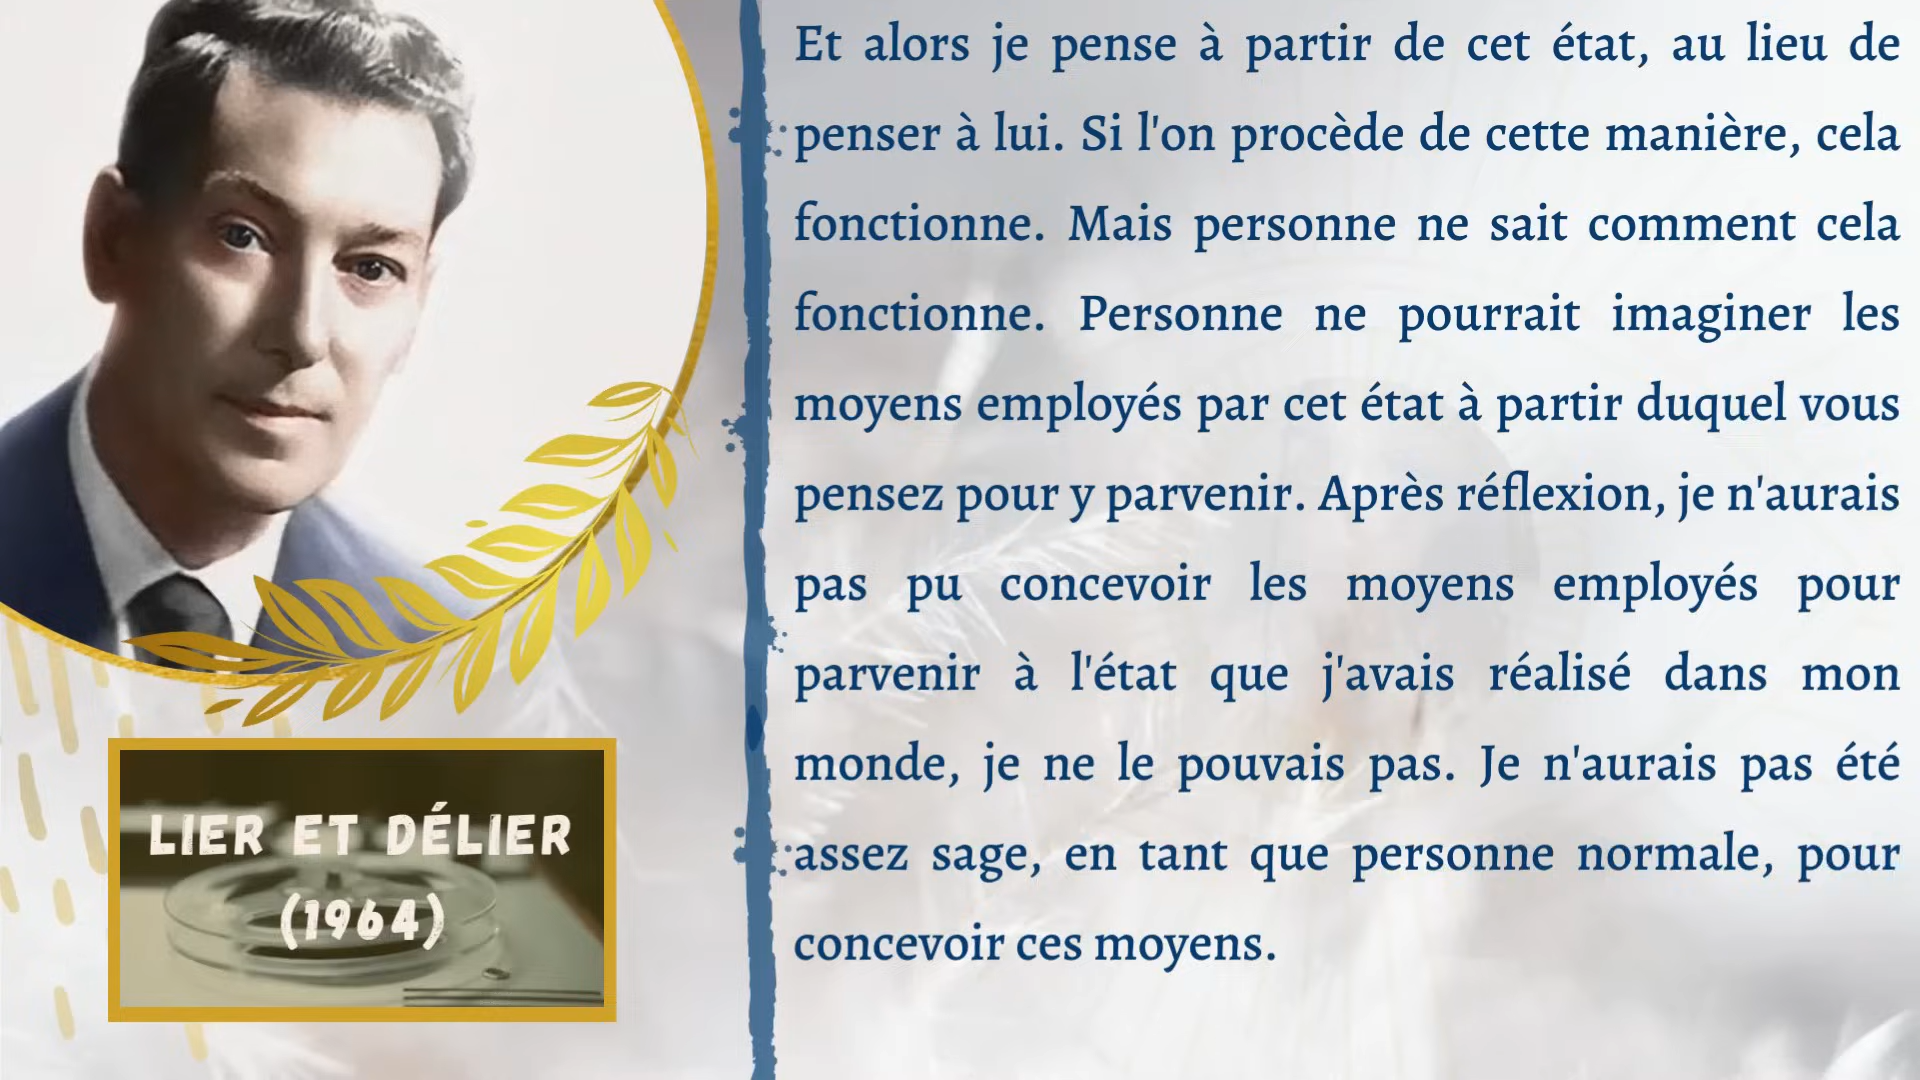 Et alors je pense à partir de cet état, au lieu de
penser à lui. Si l'on procède de cette manière, cela
fonctionne. Mais personne ne sait comment cela
fonctionne. Personne ne pourrait imaginer les
moyens employés par cet état à partir duquel vous
pensez pour y parvenir. Après réflexion, je n'aurais
pas pu concevoir les moyens employés pour
parvenir à l'état que j'avais réalisé dans mon
monde, je ne le pouvais pas. Je n'aurais pas été
assez sage, en tant que personne normale, pour
concevoir ces moyens.
LIER ET DÉLIER
(1964)